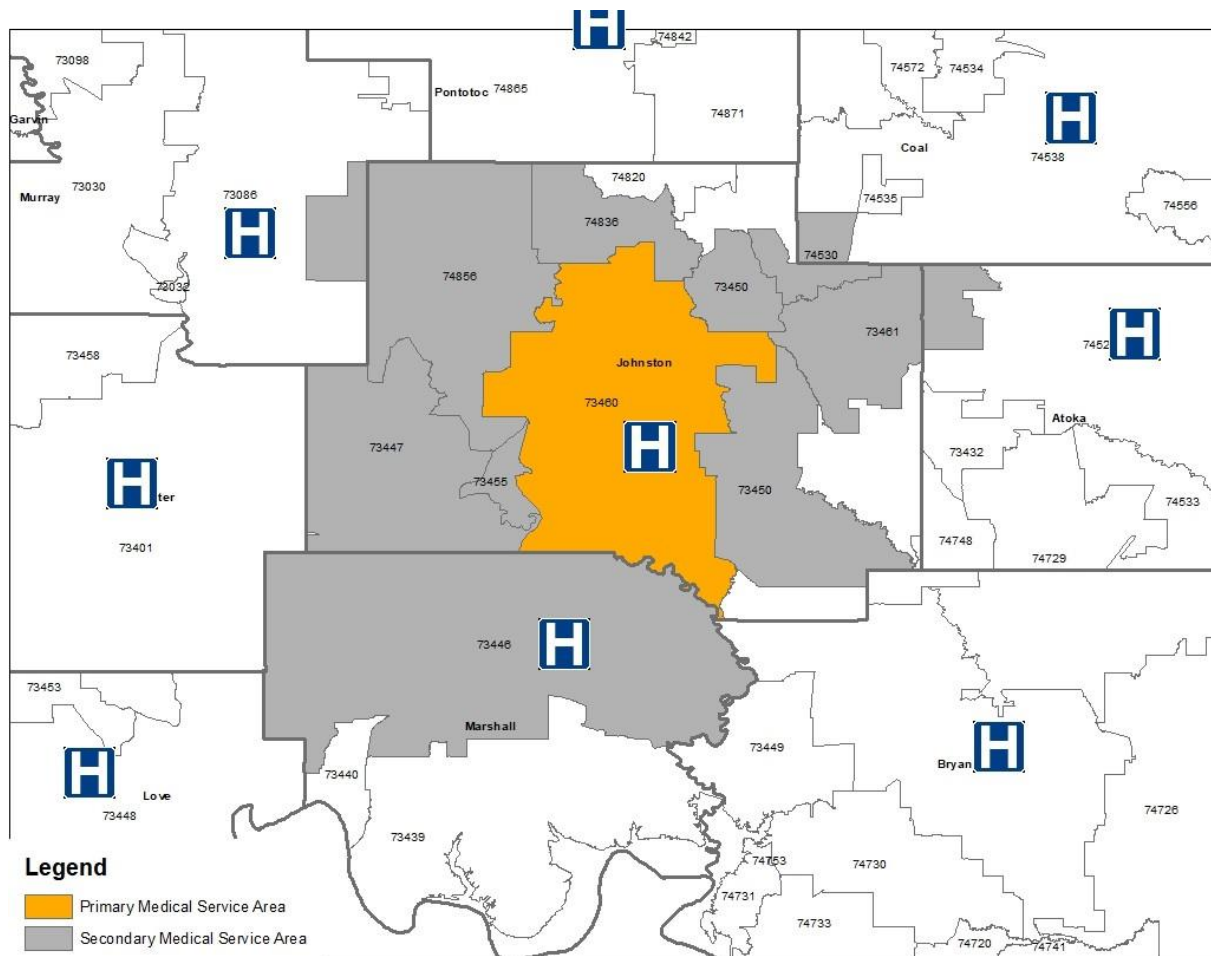 H
74842
73098
74572
74534
Pontotoc
74865
74871
H
Garvin
Coal
74538
74820
73030
73086
74535
Murray
74556
74836
H
74530
74856
73032
73450
73461
H
7452
73458
Johnston
73460
Atoka
H
73447
73432
73455
73450
H
ter
74533
73401
74748
74729
73446
H
73453
Marshall
73449
H
Bryan
H
73440
Love
73448
74726
73439
74753
74730
Legend
74731
Primary Medical Service Area
74733
Secondary Medical Service Area
74720
74741